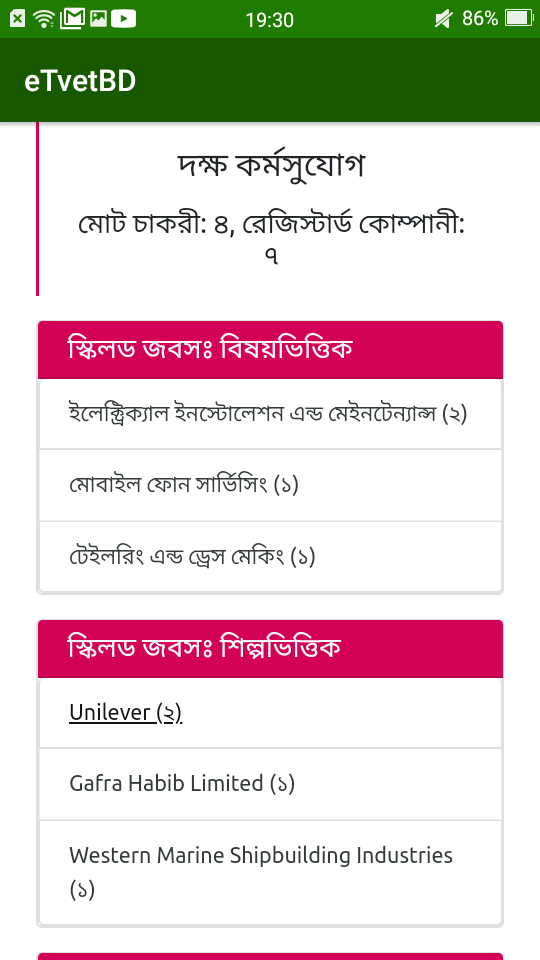 19:30
86%
eTvetBD
দক্ষ কর্মসুযোগ
মোট চাকরী: ৪, রেজিস্টার্ড কোম্পানী:
৭
স্কিলড জবসঃ বিষয়ভিত্তিক
ইলেক্ট্রিক্যাল ইনস্টোলেশন এন্ড মেইনটেন্যান্স (২)
মোবাইল ফোন সার্ভিসিং (১)
টেইলরিং এন্ড ড্রেস মেকিং (১)
স্কিলড জবসঃ শিল্পভিত্তিক
Unilever (২)
Gafra Habib Limited (১)
Western Marine Shipbuilding Industries
(১)